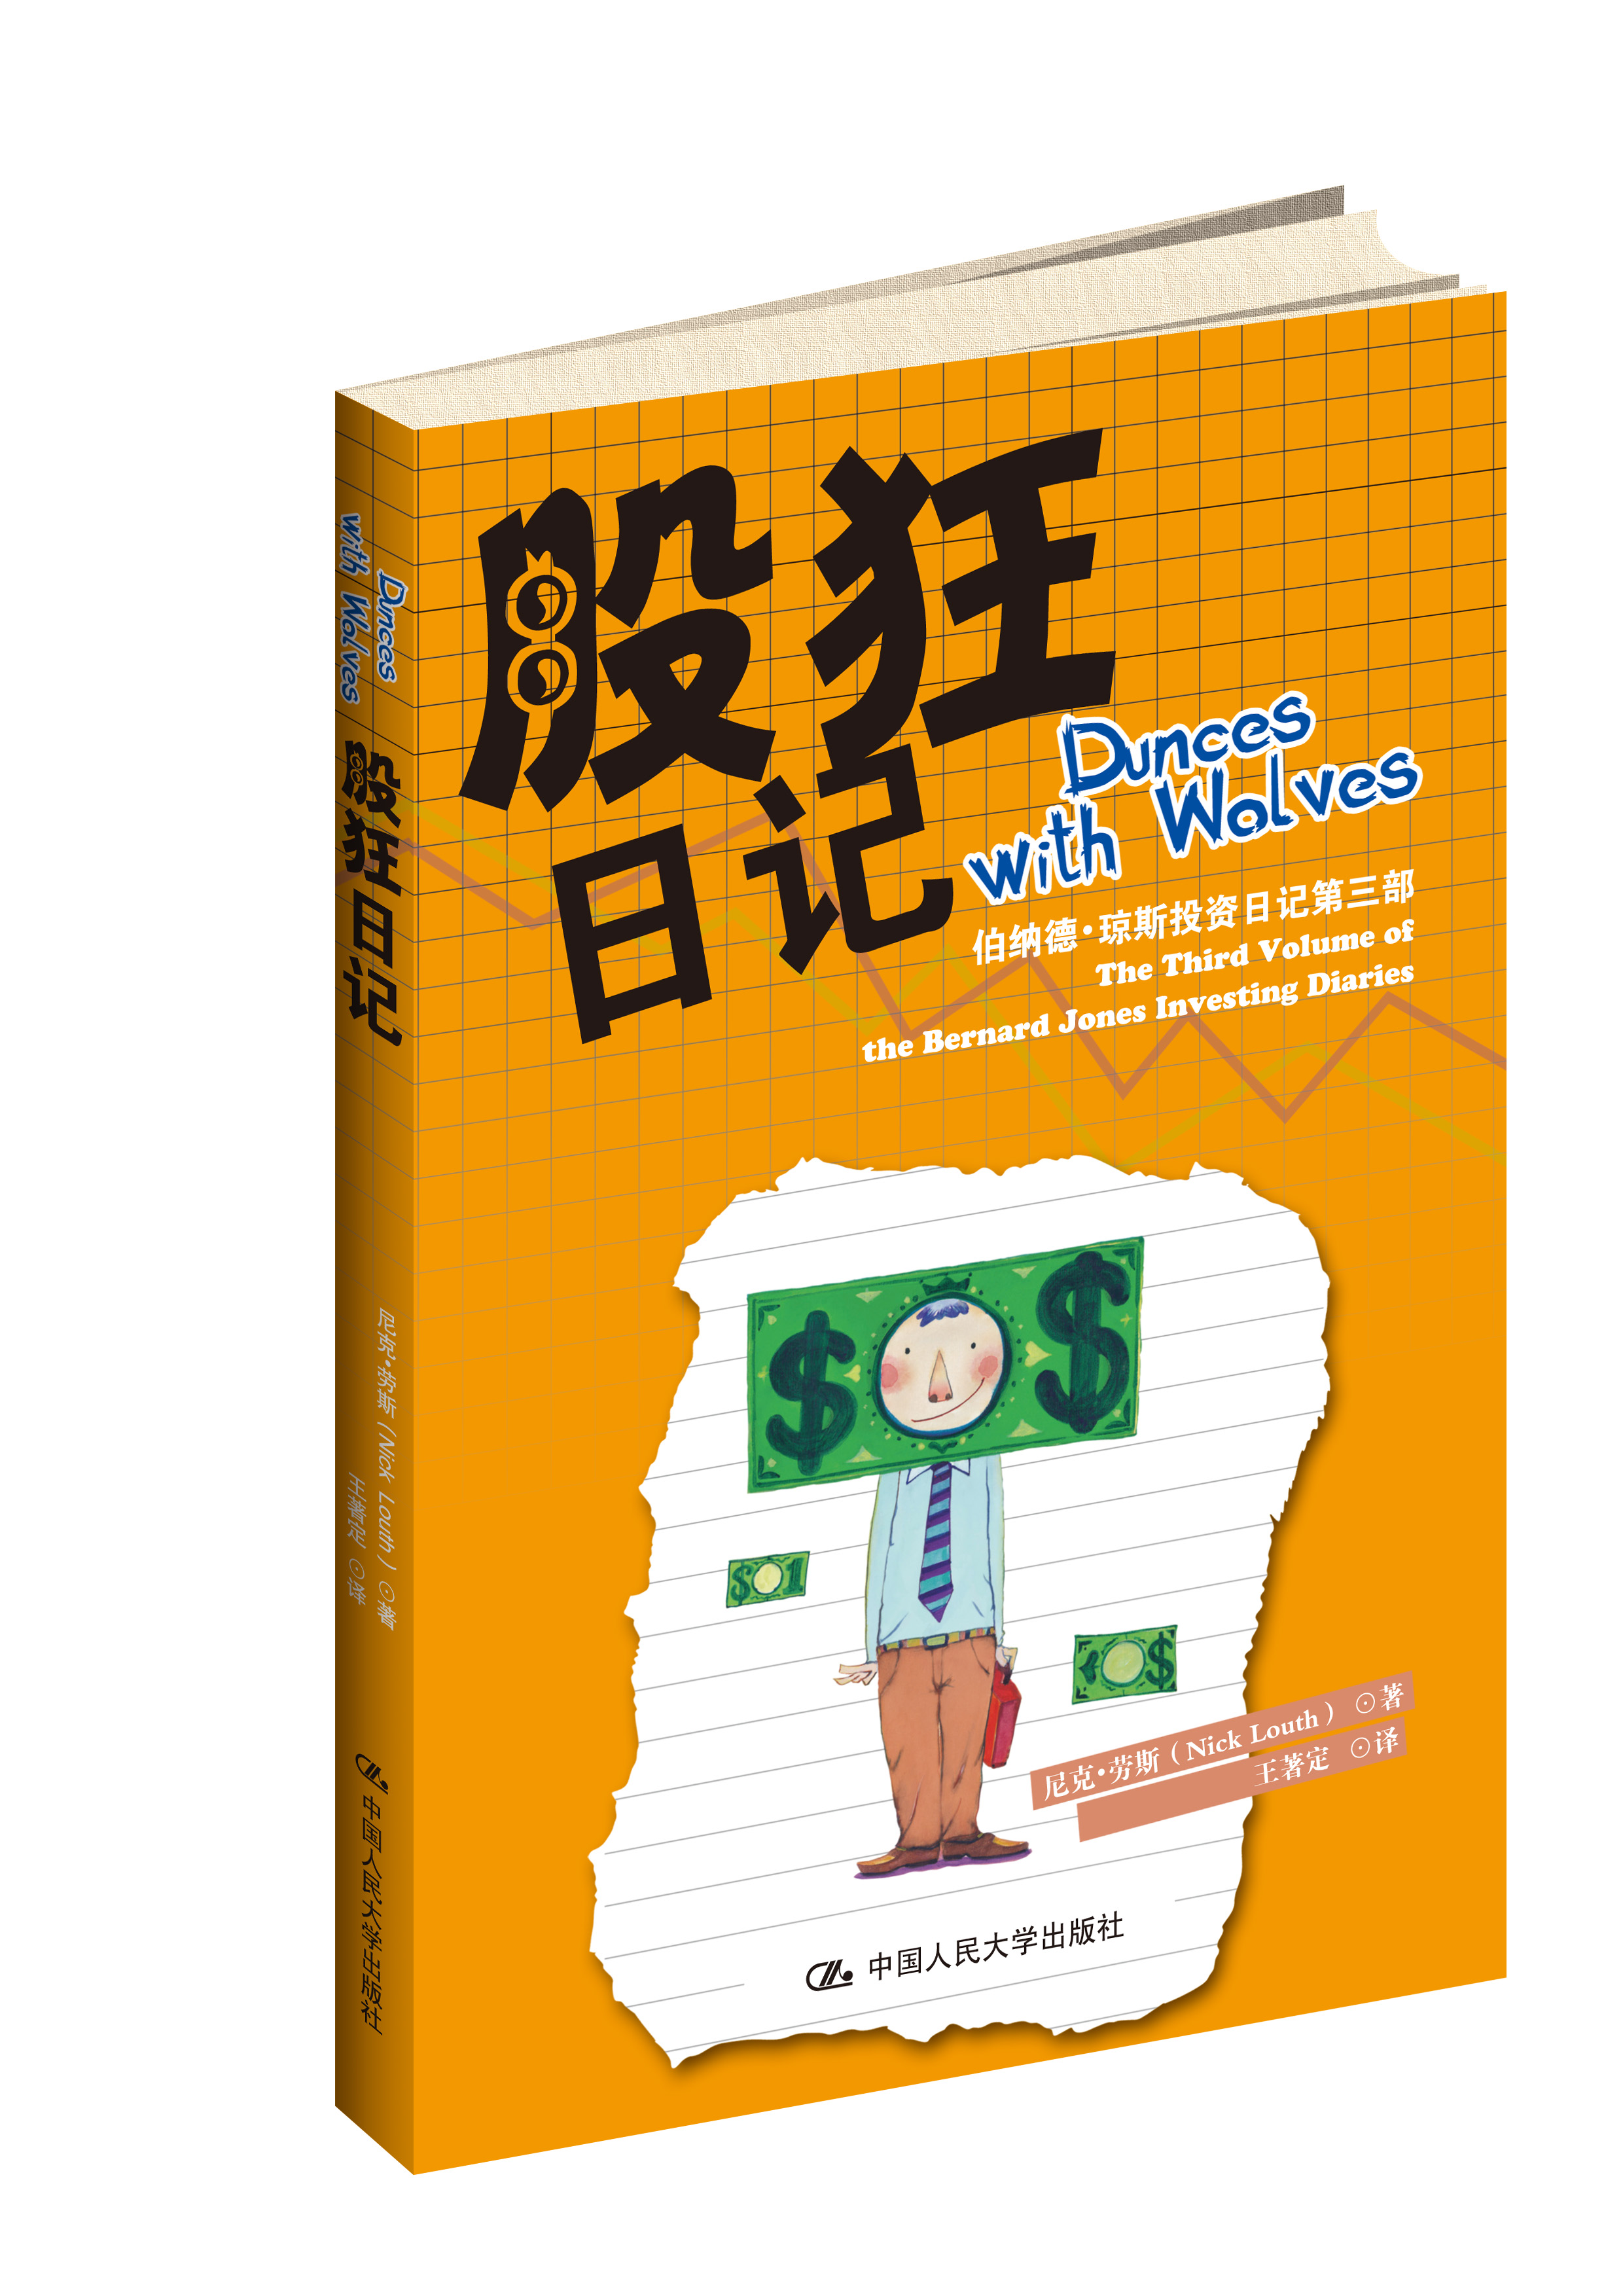 股狂
日记
Dunces
with Wolves
伯纳德·琼斯投资日记第三部
The Third Volume of
the Bernard Jones Investing Diaries
$ $
$ 1
$
尼克·劳斯（Nick Louth） ⊙著
王著定 ⊙译
中国人民大学出版社
Dunces
with Wolves
股狂日记
尼克·劳斯（Nick Louth）⊙著
王著定 ⊙译
中国人民大学出版社